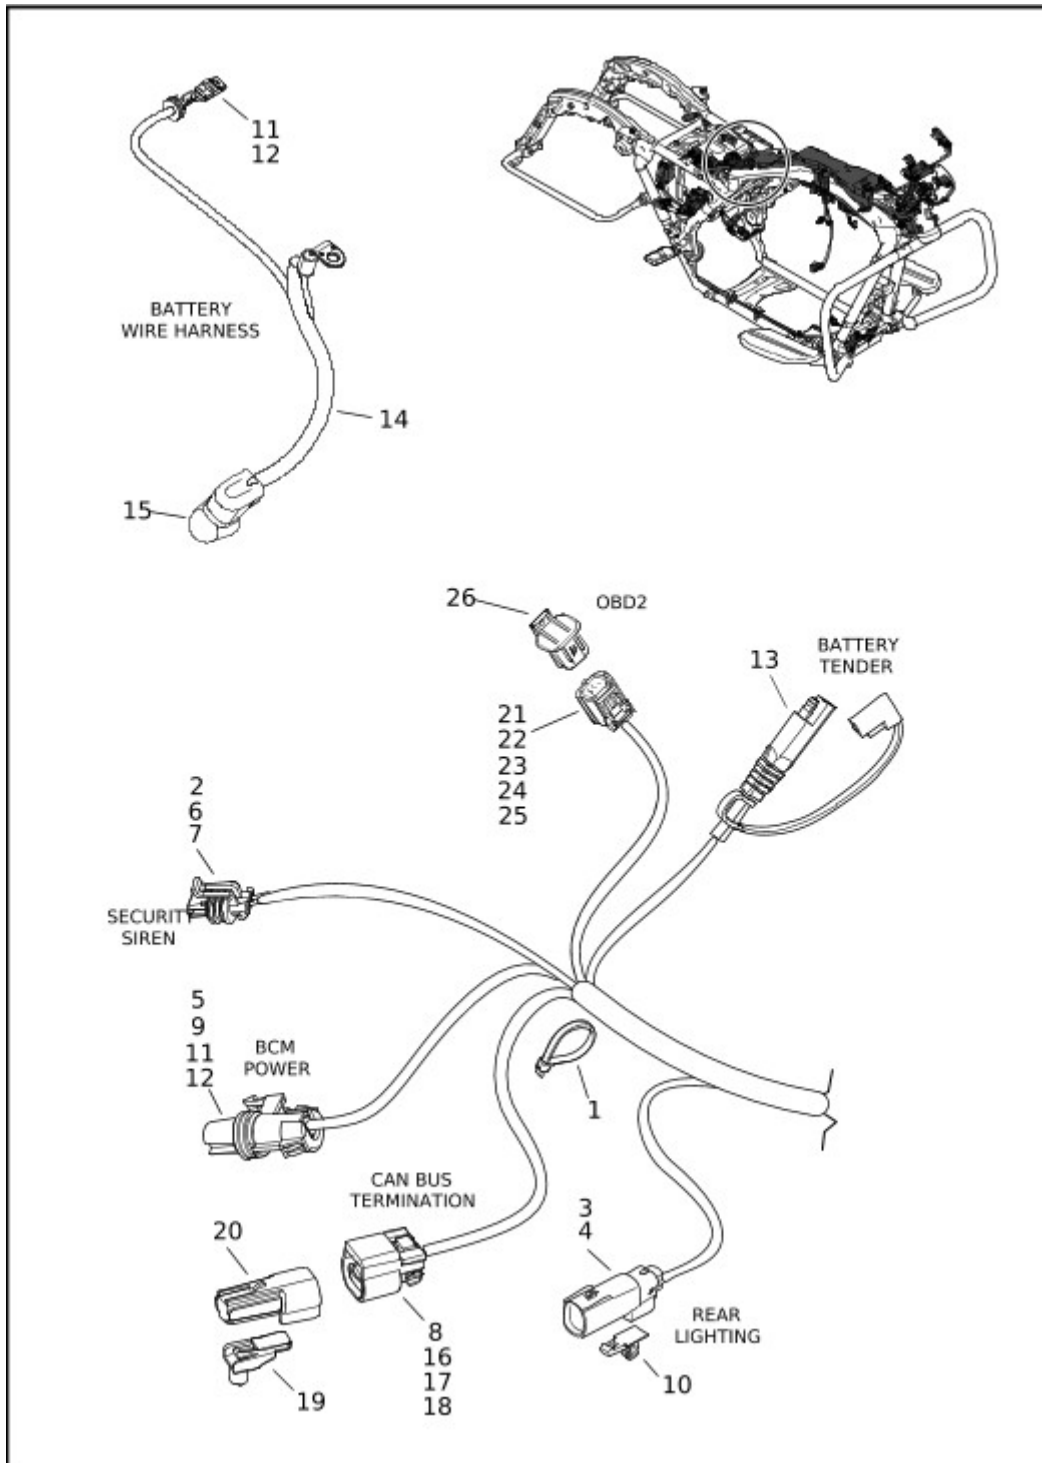 11
12
BATTERY
WIRE HARNESS
14
15
26
OBD2
13
BATTERY
TENDER
21
22
23
24
25
2
6
7
SECURITY
SIREN
5
9
11
12
BCM
POWER
1
CAN BUS
TERMINATION
20
3
4
8
16
17
18
19
REAR
LIGHTING
10